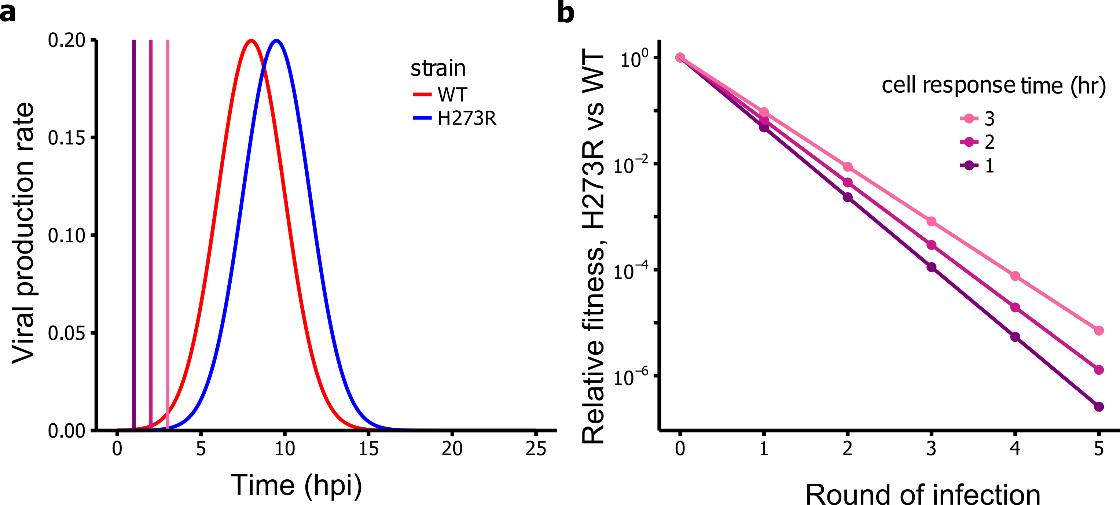 a
Viral production rate
0.20
0.15
0.10
0.05
0.00
0 5 10 15 20 25
Time (hpi)
strain
WT
H273R
b
Relative fitness, H273R vs WT
10⁰
10⁻²
10⁻⁴
10⁻⁶
0 1 2 3 4 5
Round of infection
cell response time (hr)
3
2
1